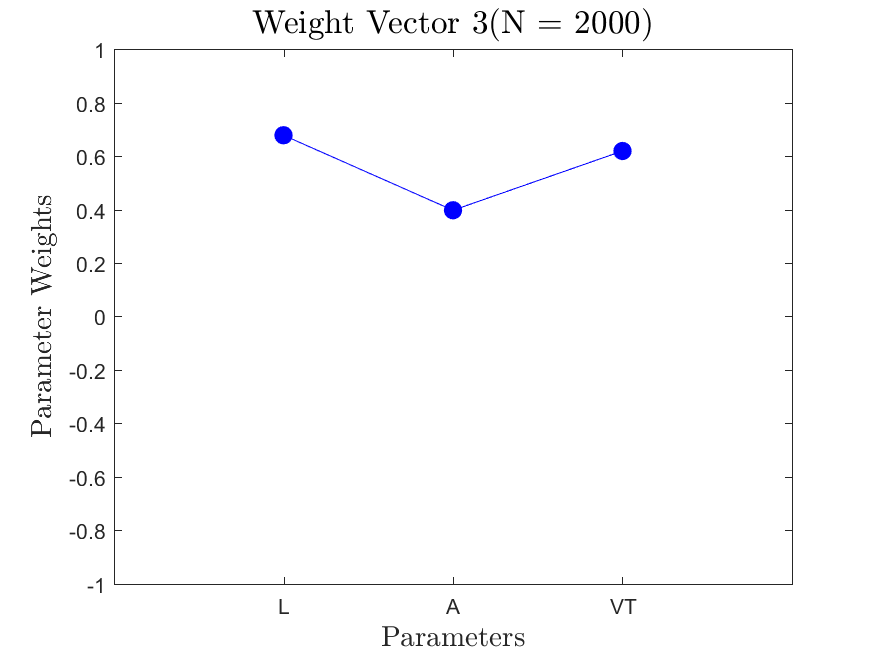 Weight Vector 3(N = 2000)
1
0.8
0.6
0.4
0.2
0
-0.2
-0.4
-0.6
-0.8
-1
Parameter Weights
L A VT
Parameters